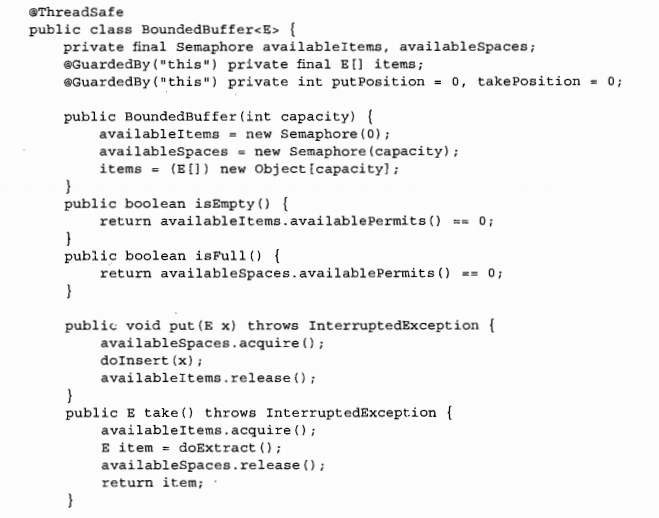 @ThreadSafe
public class BoundedBuffer<E> {
    private final Semaphore availableItems, availableSpaces;
    @GuardedBy("this") private final E[] items;
    @GuardedBy("this") private int putPosition = 0, takePosition = 0;

    public BoundedBuffer(int capacity) {
        availableItems = new Semaphore(0);
        availableSpaces = new Semaphore(capacity);
        items = (E[]) new Object[capacity];
    }
    public boolean isEmpty() {
        return availableItems.availablePermits() == 0;
    }
    public boolean isFull() {
        return availableSpaces.availablePermits() == 0;
    }

    public void put(E x) throws InterruptedException {
        availableSpaces.acquire();
        doInsert(x);
        availableItems.release();
    }
    public E take() throws InterruptedException {
        availableItems.acquire();
        E item = doExtract();
        availableSpaces.release();
        return item;
    }